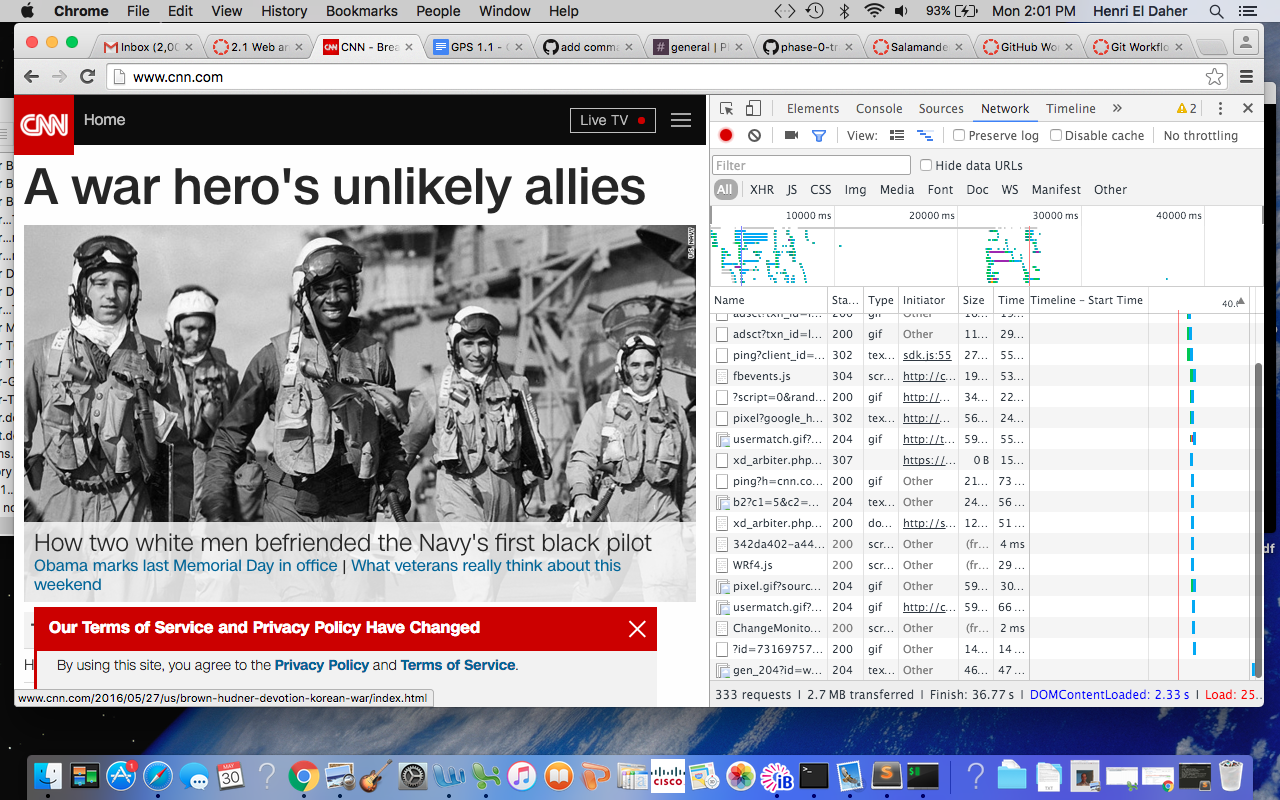 Chrome File Edit View History Bookmarks People Window Help 93% Mon 2:01 PM Henri El Daher
Inbox (2,00 2.1 Web an CNN - Brea GPS 1.1 - G add comma general | Pl phase-0-tr Salamande GitHub Wo Git Workflo
www.cnn.com
CNN Home Live TV
A war hero's unlikely allies
U.S. NAVY
How two white men befriended the Navy's first black pilot
Obama marks last Memorial Day in office | What veterans really think about this
weekend
Our Terms of Service and Privacy Policy Have Changed
By using this site, you agree to the Privacy Policy and Terms of Service.
www.cnn.com/2016/05/27/us/brown-hudner-devotion-korean-war/index.html
Elements Console Sources Network Timeline » 2
View: Preserve log Disable cache No throttling
Filter Hide data URLs
All XHR JS CSS Img Media Font Doc WS Manifest Other
10000 ms 20000 ms 30000 ms 40000 ms
Name Sta... Type Initiator Size Time Timeline – Start Time
adsct?txn_id=l... 200 gif Other
adsct?txn_id=l... 200 gif Other 11... 29...
ping?client_id=... 302 tex... sdk.js:55 27... 55...
fbevents.js 304 scr... http://c... 19... 53...
?script=0&rand... 200 gif http://... 34... 22...
pixel?google_h... 302 tex... http://... 56... 24...
usermatch.gif?... 204 gif http://t... 59... 55...
xd_arbiter.php... 307 https://... 0 B 15...
ping?h=cnn.co... 200 gif Other 21... 73 ...
b2?c1=5&c2=... 204 tex... Other 24... 56 ...
xd_arbiter.php... 200 do... http://s... 12... 51 ...
342da402-a44... 200 scr... Other (fr... 4 ms
WRf4.js 200 scr... Other (fr... 29 ...
pixel.gif?sourc... 204 gif Other 59... 30...
usermatch.gif?... 204 gif http://c... 59... 66 ...
ChangeMonito... 200 scr... Other (fr... 2 ms
?id=73169757... 200 gif Other 14... 14 ...
gen_204?id=w... 204 tex... Other 46... 47 ...
333 requests | 2.7 MB transferred | Finish: 36.77 s | DOMContentLoaded: 2.33 s | Load: 25...
df
1 MAY 30 CISCO iB